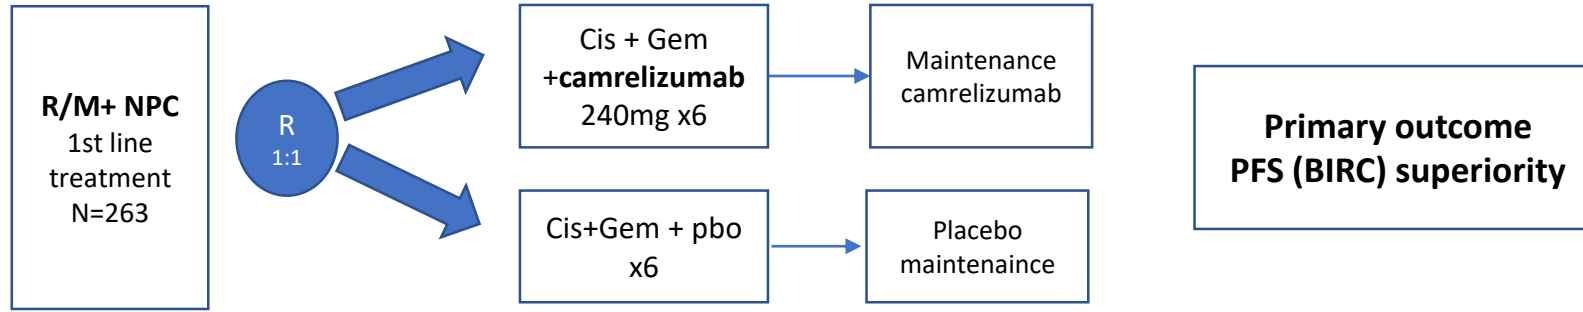 R/M+ NPC
1st line
treatment
N=263
R
1:1
Cis + Gem
+camrelizumab
240mg x6
Maintenance
camrelizumab
Cis+Gem + pbo
x6
Placebo
maintenaince
Primary outcome
PFS (BIRC) superiority